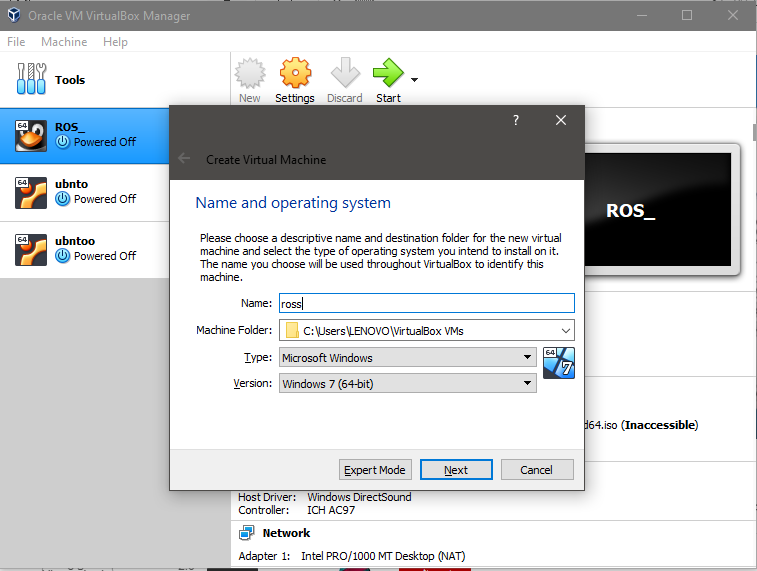 Oracle VM VirtualBox Manager
File Machine Help
Tools
New Settings Discard Start
64 ROS_
Powered Off
64 ubnto
Powered Off
64 ubntoo
Powered Off
ROS_
?
Create Virtual Machine
Name and operating system
Please choose a descriptive name and destination folder for the new virtual
machine and select the type of operating system you intend to install on it.
The name you choose will be used throughout VirtualBox to identify this
machine.
Name: ross
Machine Folder: C:\Users\LENOVO\VirtualBox VMs
Type: Microsoft Windows
64 7
Version: Windows 7 (64-bit)
d64.iso (Inaccessible)
Expert Mode Next Cancel
Host Driver: Windows DirectSound
Controller: ICH AC97
Network
Adapter 1: Intel PRO/1000 MT Desktop (NAT)